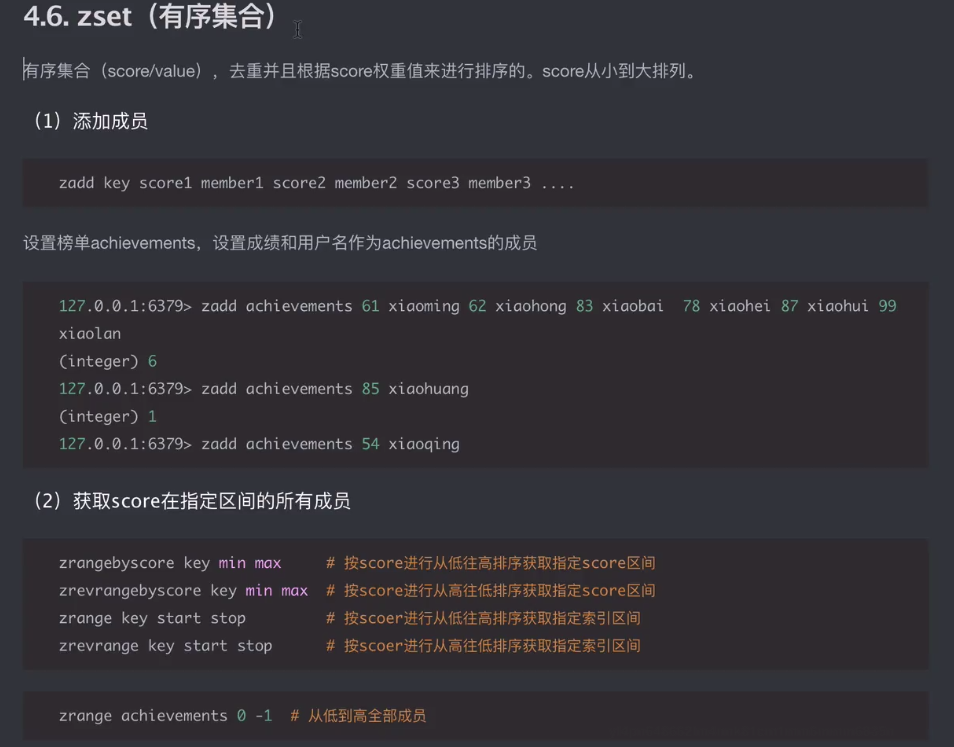 4.6. zset（有序集合）
有序集合（score/value），去重并且根据score权重值来进行排序的。score从小到大排列。
（1）添加成员
zadd key score1 member1 score2 member2 score3 member3 ....
设置榜单achievements，设置成绩和用户名作为achievements的成员
127.0.0.1:6379> zadd achievements 61 xiaoming 62 xiaohong 83 xiaobai  78 xiaohei 87 xiaohui 99
xiaolan
(integer) 6
127.0.0.1:6379> zadd achievements 85 xiaohuang
(integer) 1
127.0.0.1:6379> zadd achievements 54 xiaoqing
（2）获取score在指定区间的所有成员
zrangebyscore key min max     # 按score进行从低往高排序获取指定score区间
zrevrangebyscore key min max  # 按score进行从高往低排序获取指定score区间
zrange key start stop         # 按scoer进行从低往高排序获取指定索引区间
zrevrange key start stop      # 按scoer进行从高往低排序获取指定索引区间
zrange achievements 0 -1  # 从低到高全部成员